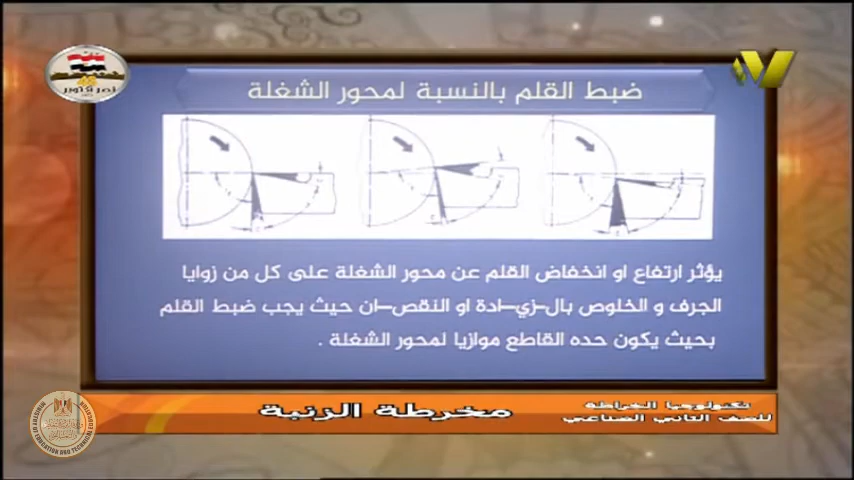 ضبط القلم بالنسبة لمحور الشغلة
يؤثر ارتفاع او انخفاض القلم عن محور الشغلة على كل من زوايا
الجرف و الخلوص بال_زي_ادة او النقص_ان حيث يجب ضبط القلم
بحيث يكون حده القاطع موازيا لمحور الشغلة .
تكنولوجيا الخراطة
للصف الثاني الصناعي
مخرطة الزنبة